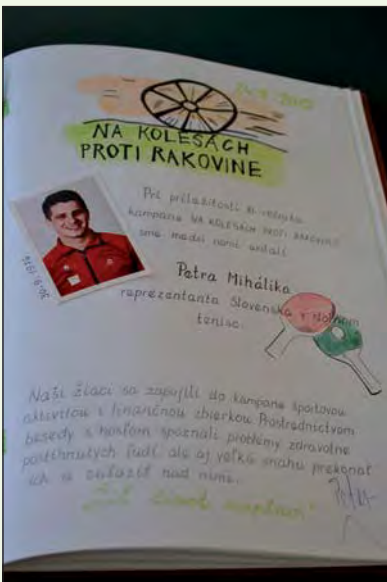 NA KOLESÁCH
PROTI RAKOVINE
Pri príležitosti
kampane NA KOLESÁCH PROTI RAKOVINE
sme medzi nami uvítali
Petra Mihálika
reprezentanta Slovenska v stolnom
tenise.
Naši žiaci sa zapojili do kampane športovou
aktivitou i finančnou zbierkou. Prostredníctvom
besedy s hosťom spoznali problémy zdravotne
postihnutých ľudí ale aj veľkú snahu prekonať
ich a zvíťaziť nad nimi.